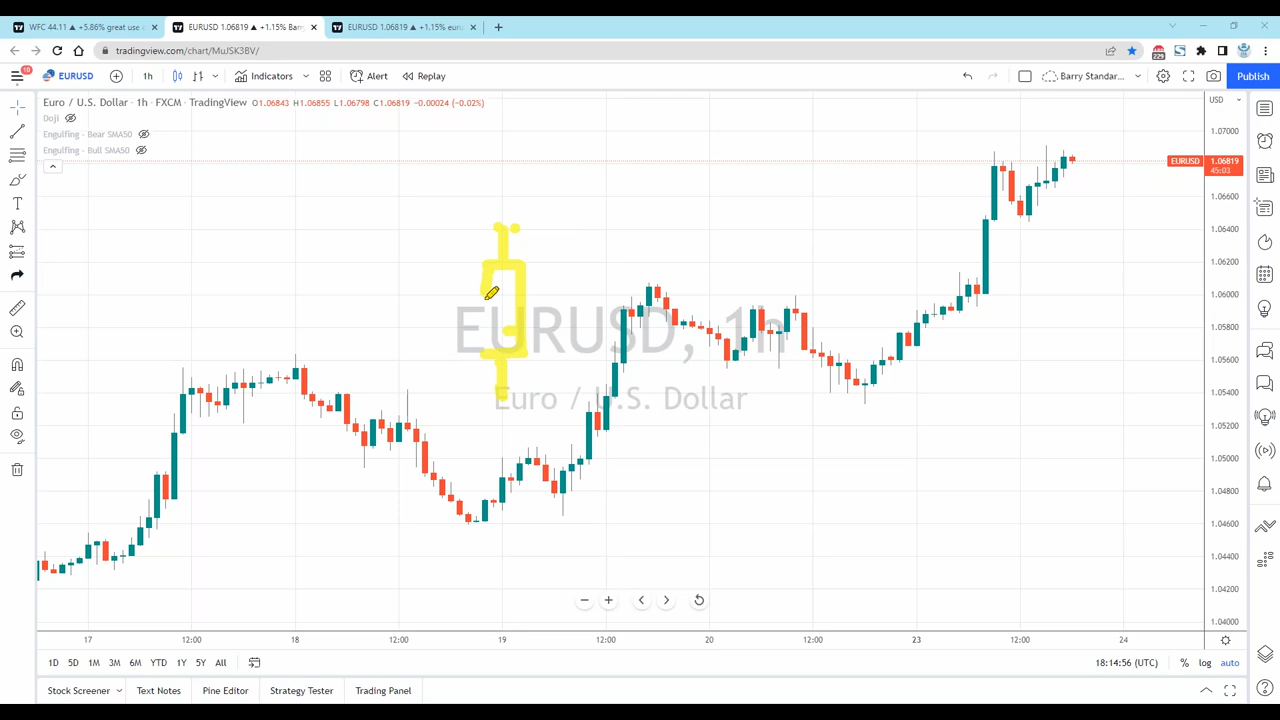 WFC 44.11 ▲ +5.86% great use
EURUSD 1.06819 ▲ +1.15% Bar
EURUSD 1.06819 ▲ +1.15% eur
tradingview.com/chart/MuJSK3BV/
229
10
EURUSD
1h
Indicators
Alert
Replay
Barry Standar...
Publish
Euro / U.S. Dollar · 1h · FXCM · TradingView O1.06843 H1.06855 L1.06798 C1.06819 -0.00024 (-0.02%)
Doji
Engulfing - Bear SMA50
Engulfing - Bull SMA50
EURUSD, 1h
Euro / U.S. Dollar
USD
1.07000
EURUSD 1.06819
45:03
1.06600
1.06400
1.06200
1.06000
1.05800
1.05600
1.05400
1.05200
1.05000
1.04800
1.04600
1.04400
1.04200
1.04000
17 12:00 18 12:00 19 12:00 20 12:00 23 12:00 24
1D 5D 1M 3M 6M YTD 1Y 5Y All
18:14:56 (UTC) % log auto
Stock Screener Text Notes Pine Editor Strategy Tester Trading Panel